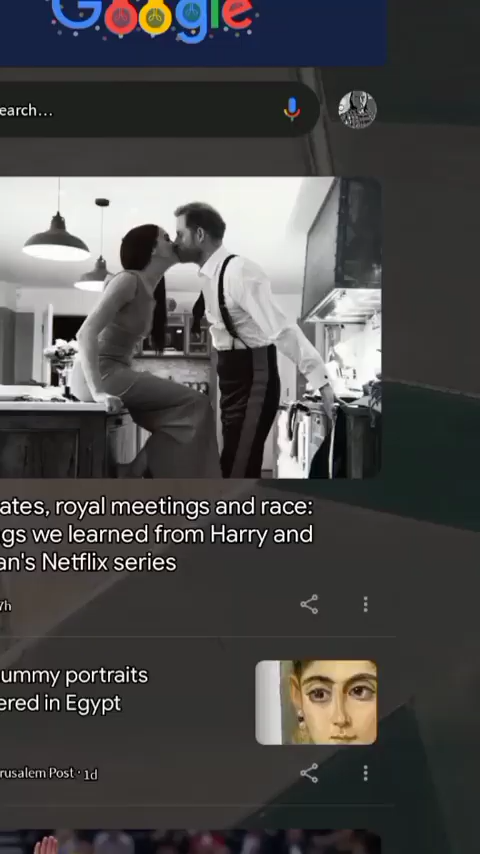 Google
earch...
ates, royal meetings and race:
gs we learned from Harry and
an's Netflix series
7h
ummy portraits
ered in Egypt
rusalem Post · 1d